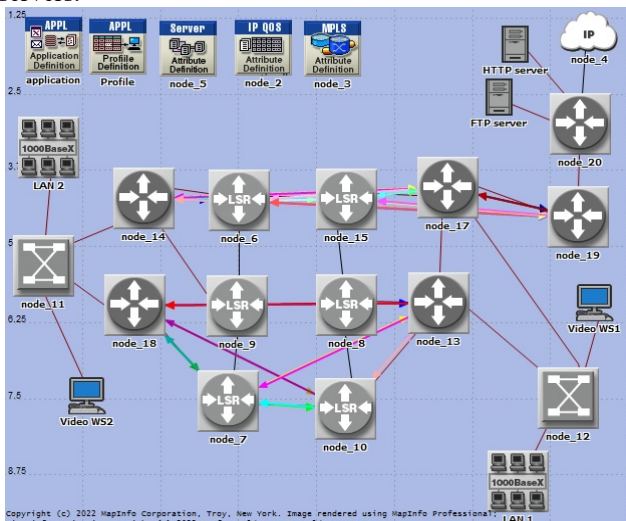 1.25
APPL
Application
Definition
application
APPL
Profile
Definition
Profile
Server
Attribute
Definition
node_5
IP QOS
Attribute
Definition
node_2
MPLS
Attribute
Definition
node_3
IP
node_4
HTTP server
2.5
FTP server
node_20
1000BaseX
LAN 2
node_14
LSR
node_6
LSR
node_15
node_17
node_19
5
node_11
node_18
LSR
node_9
LSR
node_8
node_13
Video WS1
6.25
LSR
node_7
LSR
node_10
node_12
7.5
Video WS2
8.75
1000BaseX
LAN 1
Copyright (c) 2022 MapInfo Corporation, Troy, New York. Image rendered using MapInfo Professional;